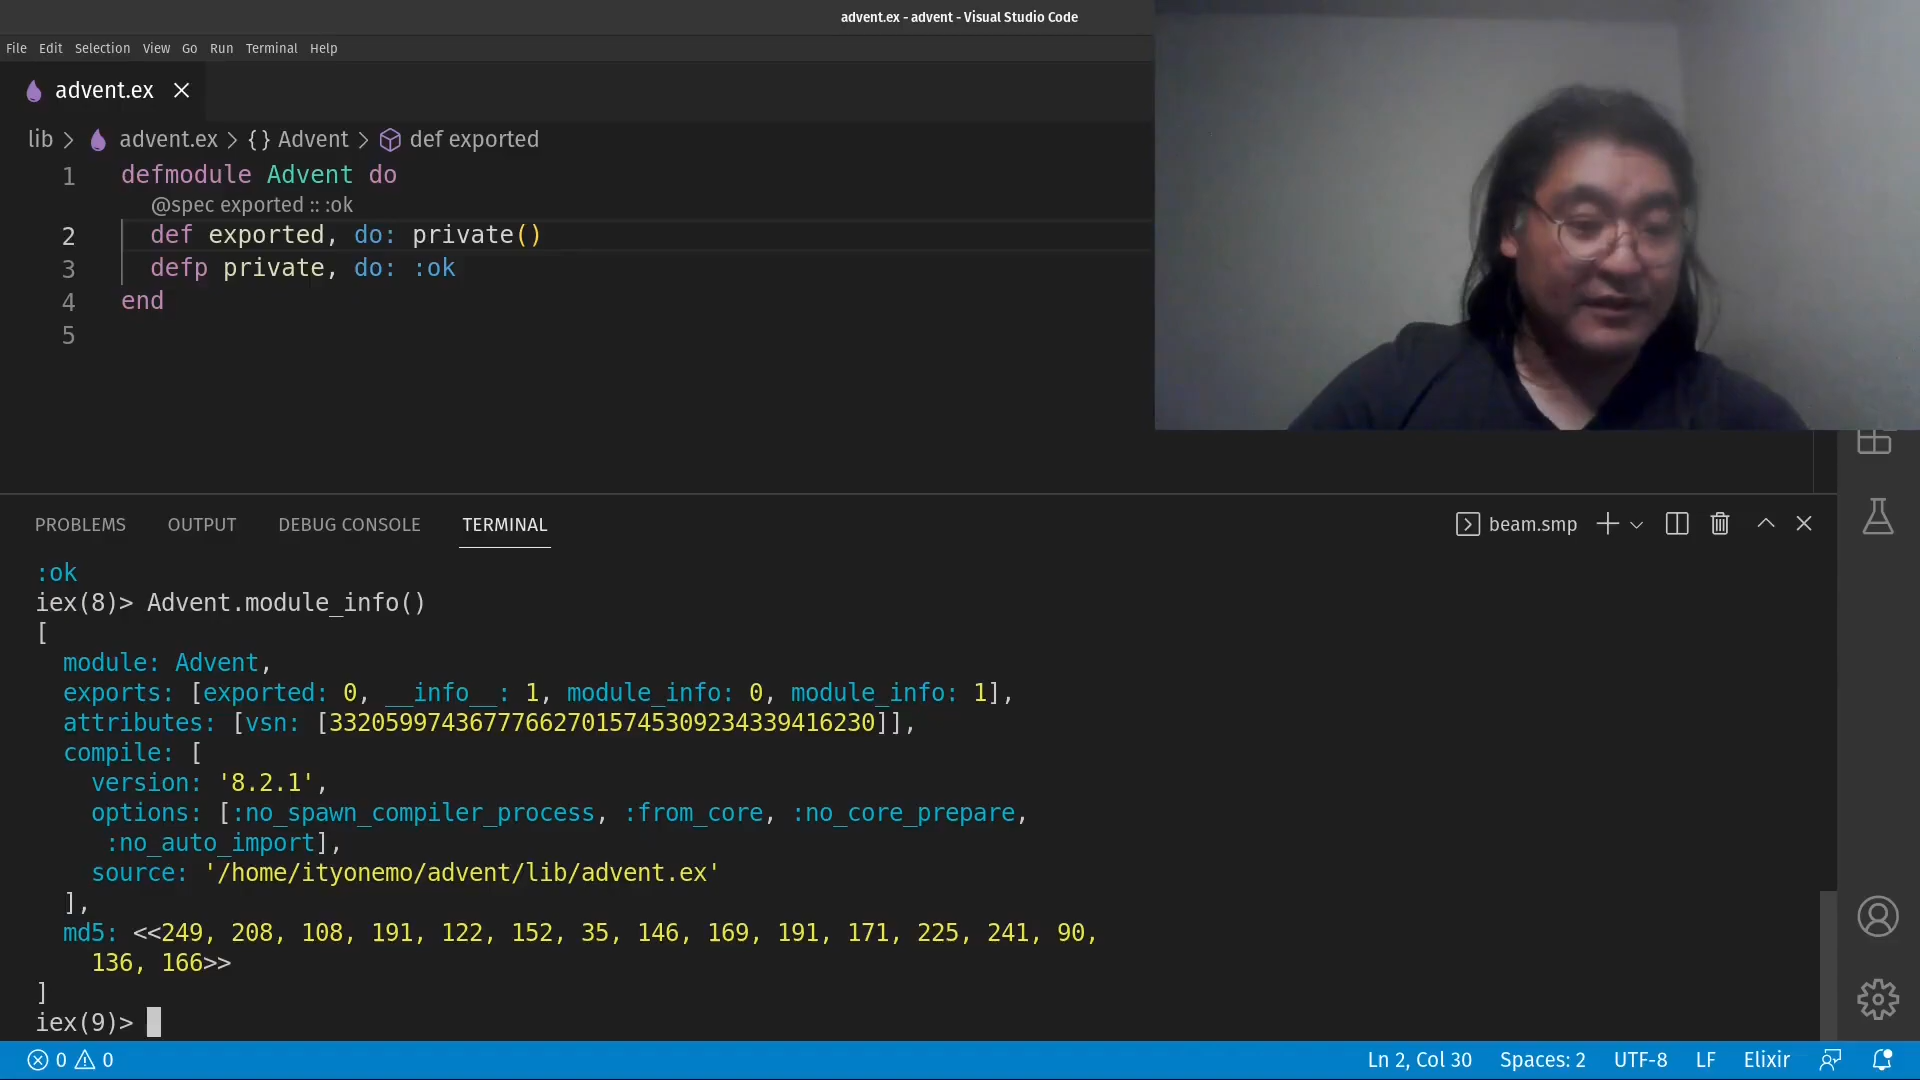 advent.ex - advent - Visual Studio Code
File Edit Selection View Go Run Terminal Help
advent.ex
lib > advent.ex > {} Advent > def exported
1 defmodule Advent do
@spec exported :: :ok
2 def exported, do: private()
3 defp private, do: :ok
4 end
5
PROBLEMS OUTPUT DEBUG CONSOLE TERMINAL beam.smp
:ok
iex(8)> Advent.module_info()
[
module: Advent,
exports: [exported: 0, __info__: 1, module_info: 0, module_info: 1],
attributes: [vsn: [332059974367776627015745309234339416230]],
compile: [
version: '8.2.1',
options: [:no_spawn_compiler_process, :from_core, :no_core_prepare,
:no_auto_import],
source: '/home/ityonemo/advent/lib/advent.ex'
],
md5: <<249, 208, 108, 191, 122, 152, 35, 146, 169, 191, 171, 225, 241, 90,
136, 166>>
]
iex(9)>
0 0 Ln 2, Col 30 Spaces: 2 UTF-8 LF Elixir